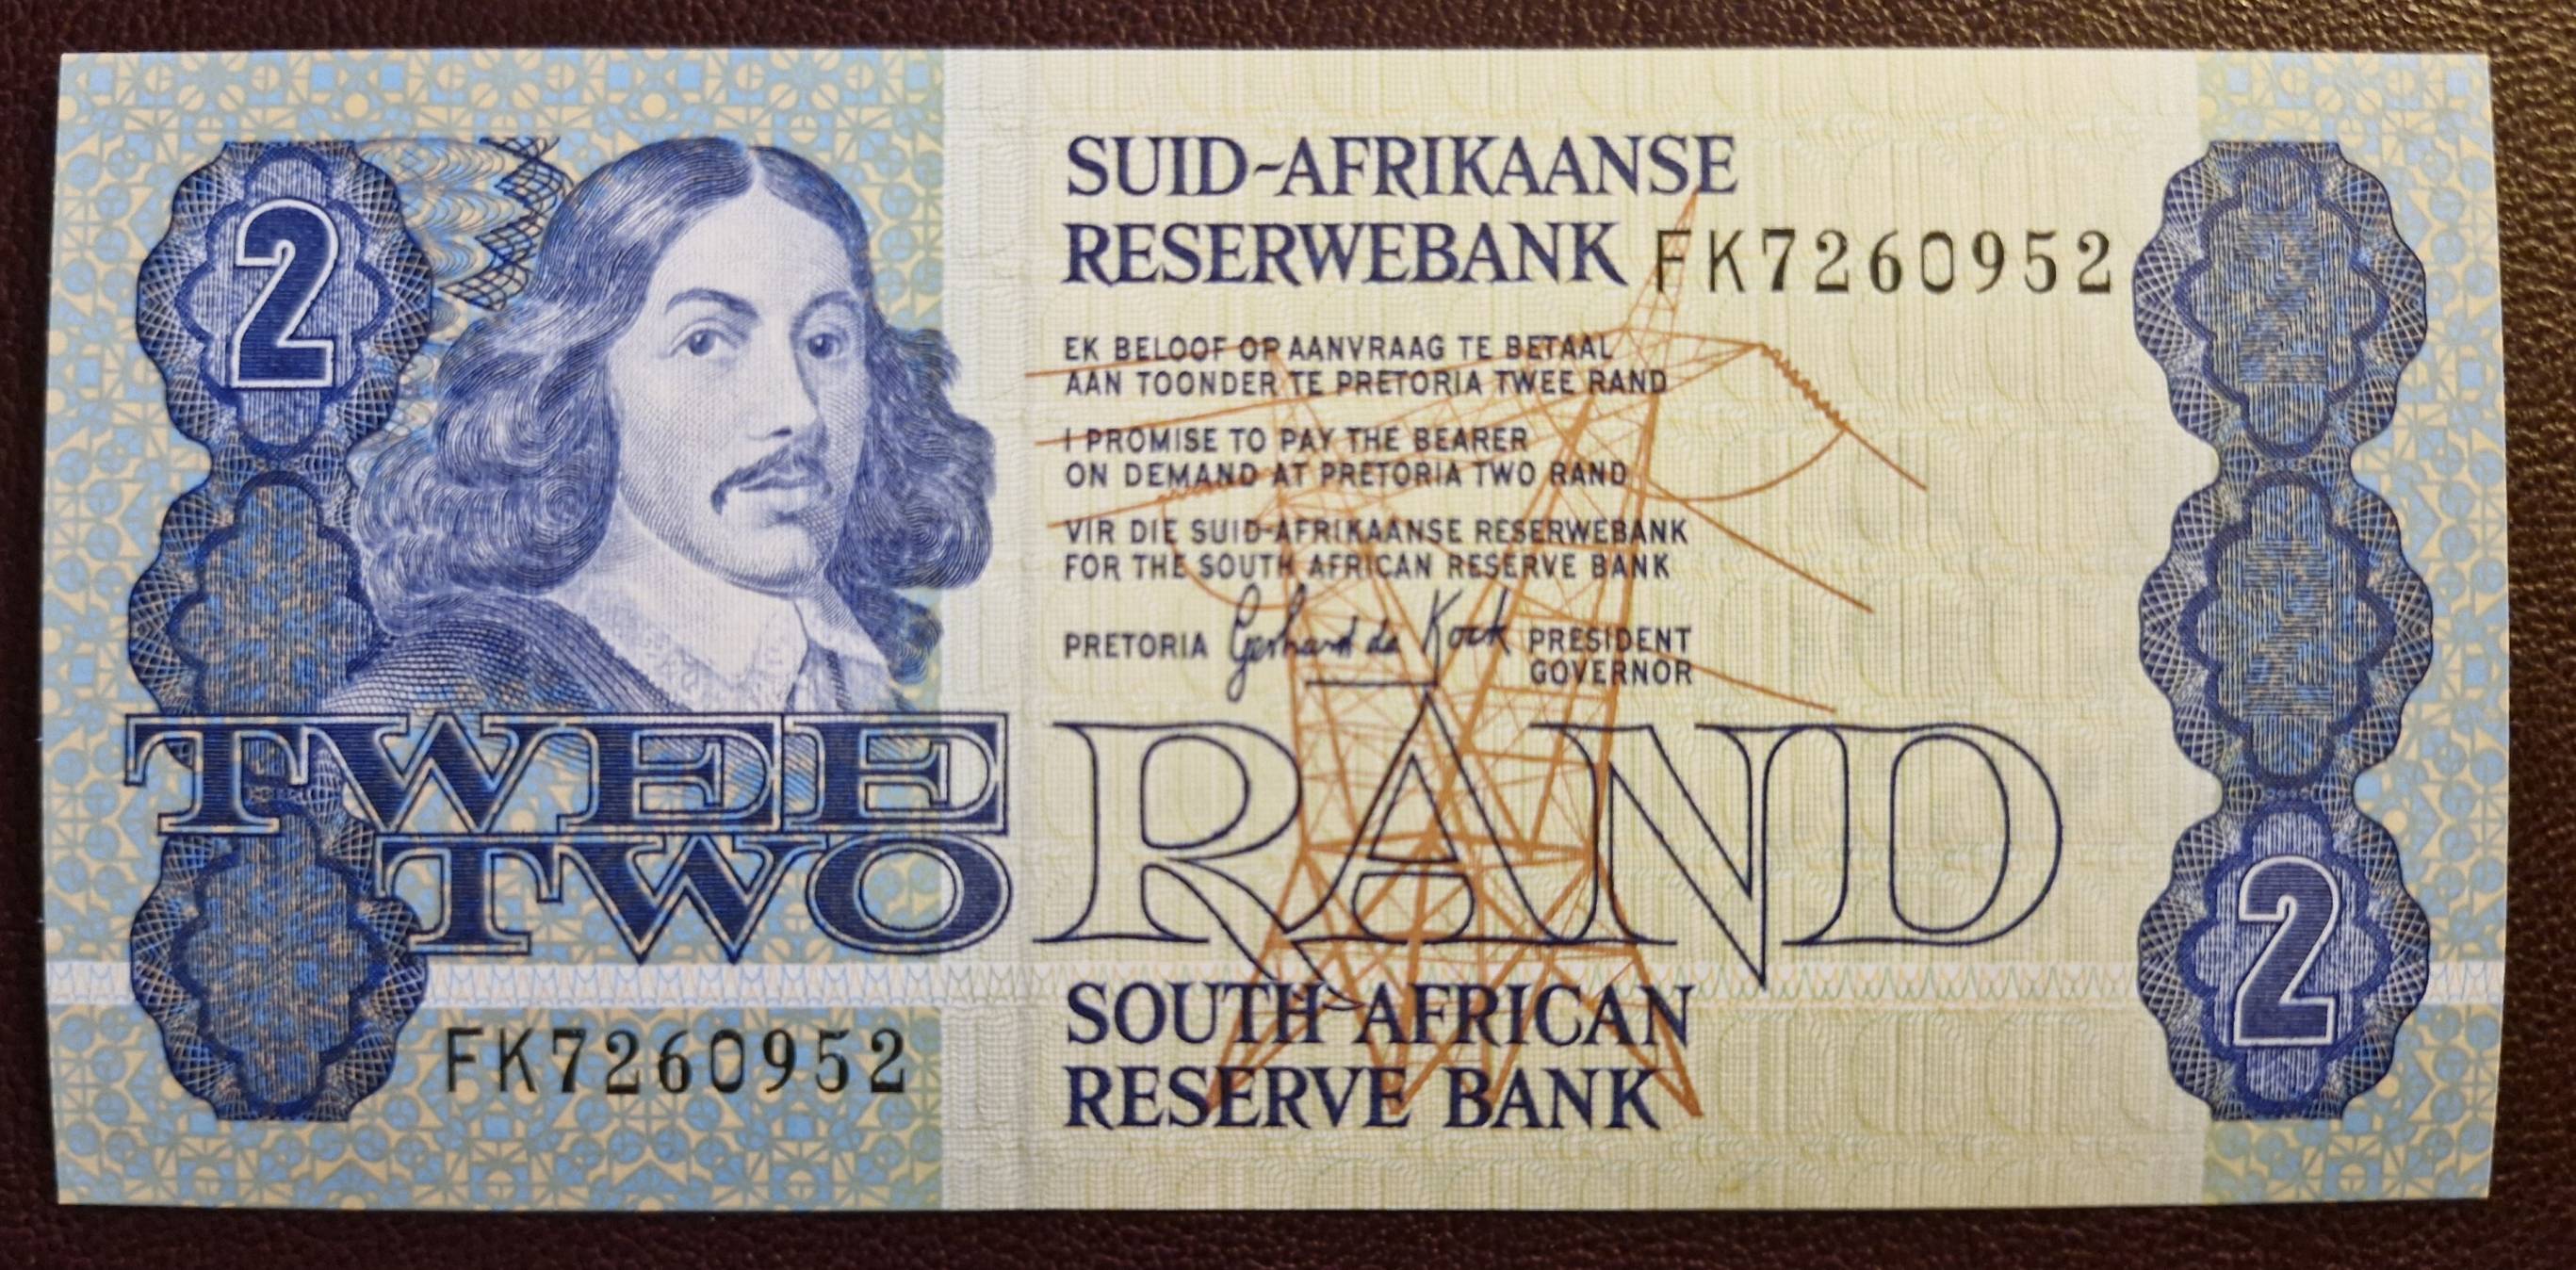 2
SUID-AFRIKAANSE
RESERWEBANK
FK7260952
EK BELOOF OP AANVRAAG TE BETAAL
AAN TOONDER TE PRETORIA TWEE RAND
I PROMISE TO PAY THE BEARER
ON DEMAND AT PRETORIA TWO RAND
VIR DIE SUID-AFRIKAANSE RESERWEBANK
FOR THE SOUTH AFRICAN RESERVE BANK
PRETORIA Gerhard de Kock PRESIDENT
GOVERNOR
TWEE
TWO
RAND
SOUTH AFRICAN
RESERVE BANK
FK7260952
2